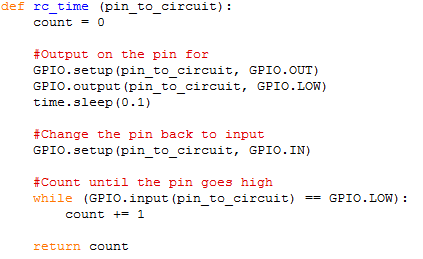 def rc_time (pin_to_circuit):
    count = 0

    #Output on the pin for
    GPIO.setup(pin_to_circuit, GPIO.OUT)
    GPIO.output(pin_to_circuit, GPIO.LOW)
    time.sleep(0.1)

    #Change the pin back to input
    GPIO.setup(pin_to_circuit, GPIO.IN)

    #Count until the pin goes high
    while (GPIO.input(pin_to_circuit) == GPIO.LOW):
        count += 1

    return count